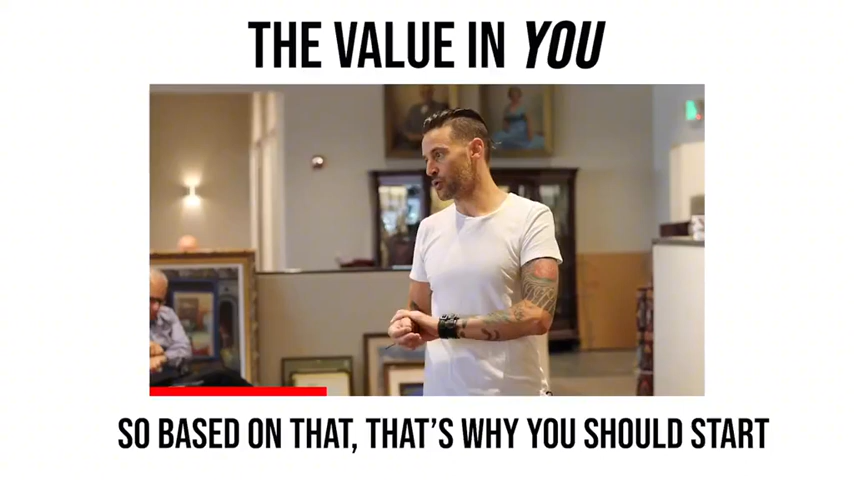 THE VALUE IN YOU
SO BASED ON THAT, THAT'S WHY YOU SHOULD START